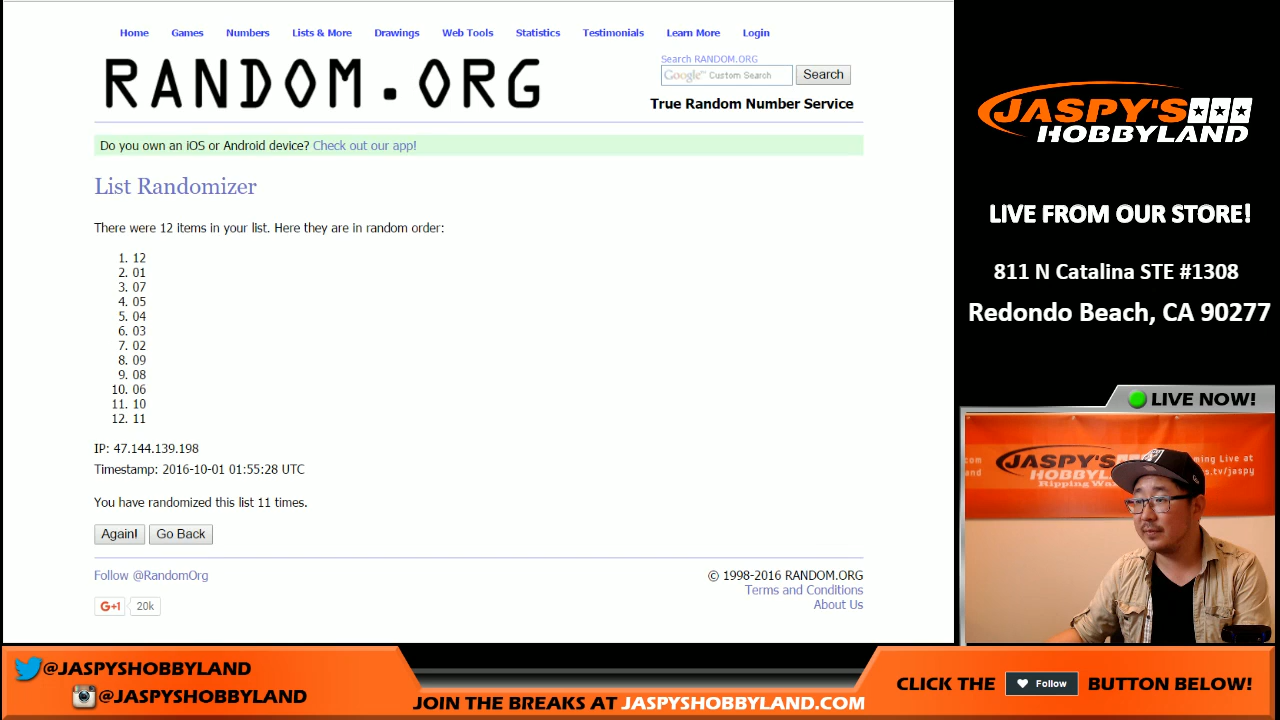 Home Games Numbers Lists & More Drawings Web Tools Statistics Testimonials Learn More Login
Search RANDOM.ORG
RANDOM.ORG
Google™ Custom Search Search
True Random Number Service
Do you own an iOS or Android device? Check out our app!
List Randomizer
There were 12 items in your list. Here they are in random order:
1. 12
2. 01
3. 07
4. 05
5. 04
6. 03
7. 02
8. 09
9. 08
10. 06
11. 10
12. 11
IP: 47.144.139.198
Timestamp: 2016-10-01 01:55:28 UTC
You have randomized this list 11 times.
Again! Go Back
Follow @RandomOrg
© 1998-2016 RANDOM.ORG
Terms and Conditions
About Us
G+1 20k
JASPY'S
HOBBYLAND
LIVE FROM OUR STORE!
811 N Catalina STE #1308
Redondo Beach, CA 90277
LIVE NOW!
JASPY'S
HOBBYLAND
@JASPYSHOBBYLAND
@JASPYSHOBBYLAND
JOIN THE BREAKS AT JASPYSHOBBYLAND.COM
CLICK THE Follow BUTTON BELOW!